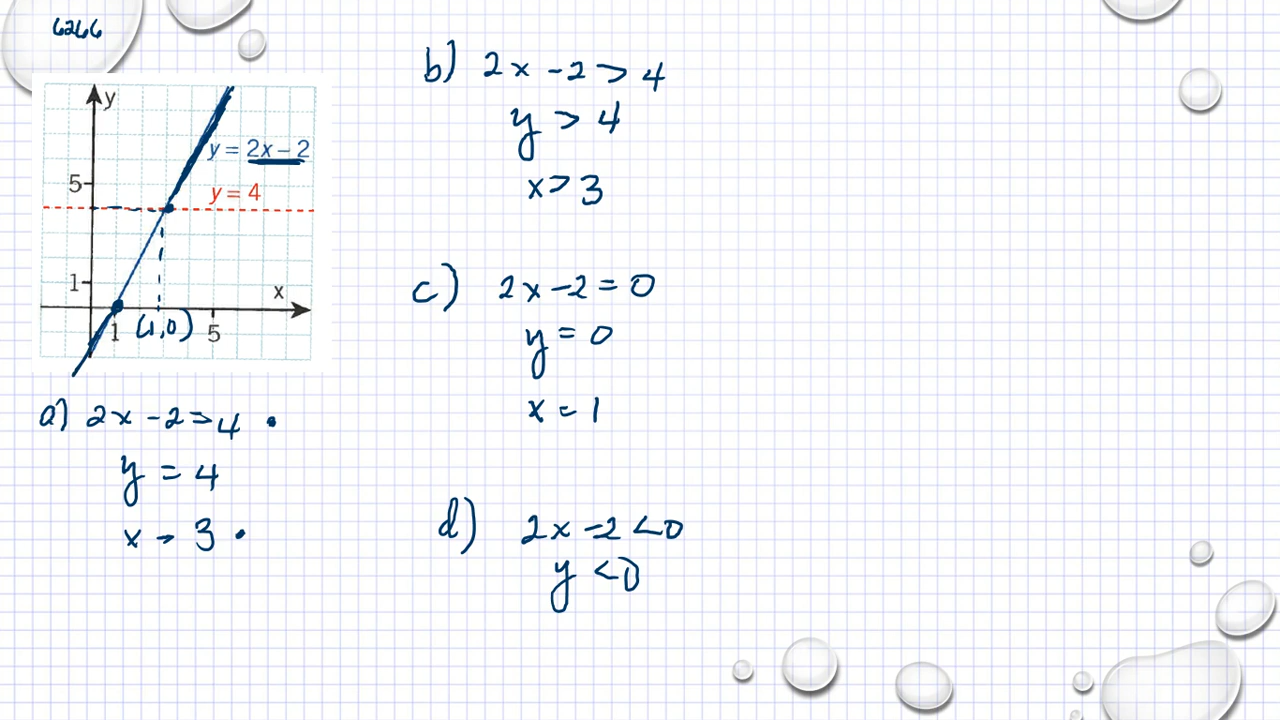 6266
y
y = 2x – 2
5
y = 4
1
x
1 (1,0) 5
a) 2x - 2 = 4
y = 4
x = 3
b) 2x - 2 > 4
y > 4
x > 3
c) 2x - 2 = 0
y = 0
x = 1
d) 2x - 2 < 0
y < 0